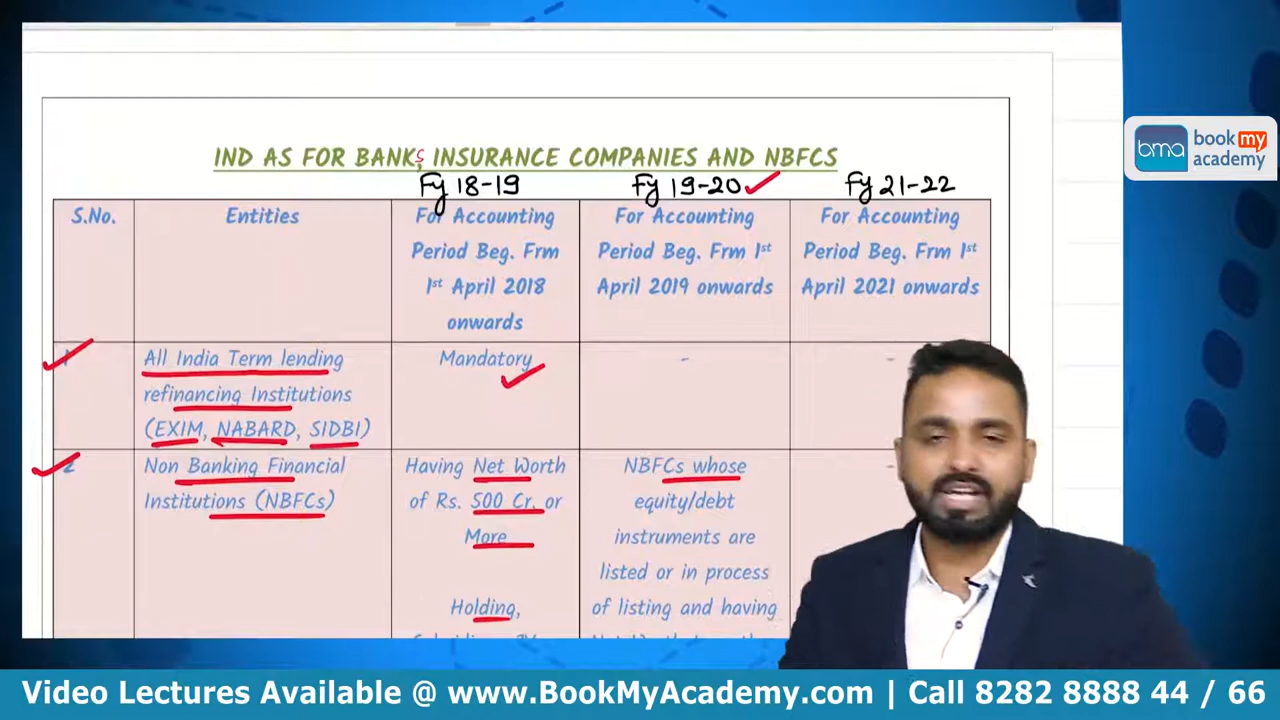 IND AS FOR BANKS INSURANCE COMPANIES AND NBFCS
Fy 18-19
Fy 19-20
Fy 21-22
S.No.
Entities
For Accounting
Period Beg. Frm
1st April 2018
onwards
For Accounting
Period Beg. Frm 1st
April 2019 onwards
For Accounting
Period Beg. Frm 1st
April 2021 onwards
1
All India Term lending
refinancing Institutions
(EXIM, NABARD, SIDBI)
Mandatory
-
-
2
Non Banking Financial
Institutions (NBFCs)
Having Net Worth
of Rs. 500 Cr. or
More
Holding,
NBFCs whose
equity/debt
instruments are
listed or in process
of listing and having
-
bma
book my
academy
Video Lectures Available @ www.BookMyAcademy.com | Call 8282 8888 44 / 66